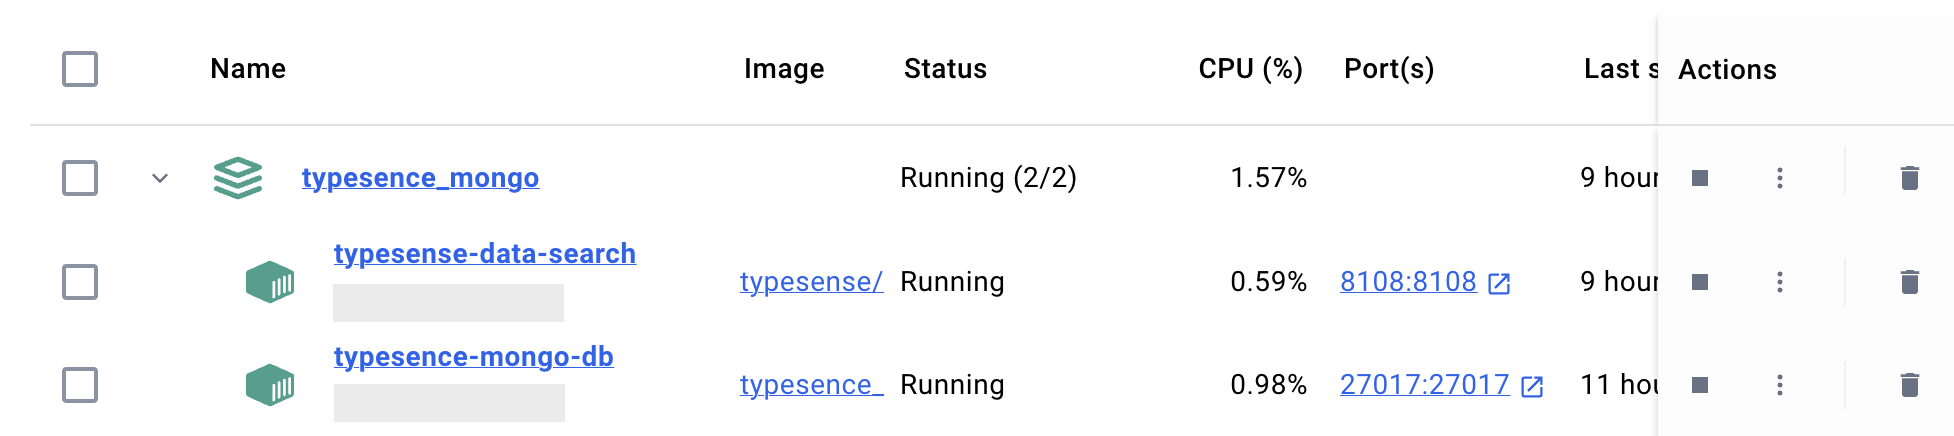 Name Image Status CPU (%) Port(s) Last s Actions
typesence_mongo Running (2/2) 1.57% 9 hour
typesense-data-search
typesense/ Running 0.59% 8108:8108 9 hour
typesence-mongo-db
typesence_ Running 0.98% 27017:27017 11 hou